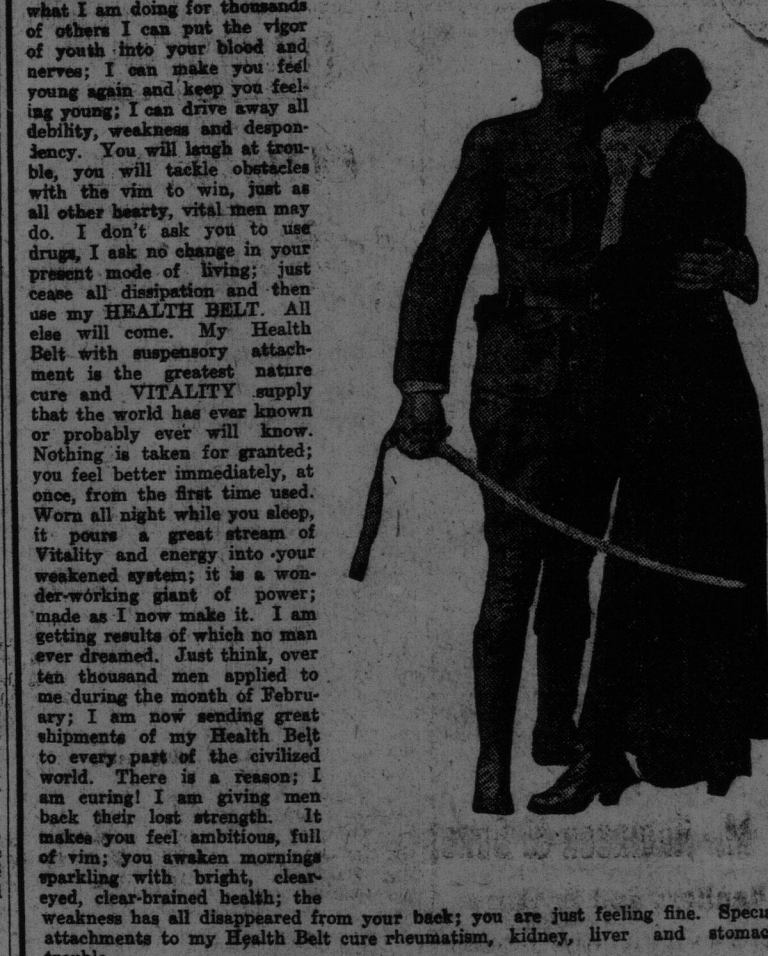 what I am doing for thousands
of others I can put the vigor
of youth into your blood and
nerves; I can make you feel
young again and keep you feel-
ing young; I can drive away all
debility, weakness and despon-
dency. You will laugh at trou-
ble, you will tackle obstacles
with the vim to win, just as
all other hearty, vital men may
do. I don't ask you to use
drugs, I ask no change in your
present mode of living; just
cease all dissipation and then
use my HEALTH BELT. All
else will come. My Health
Belt with suspensory attach-
ment is the greatest nature
cure and VITALITY supply
that the world has ever known
or probably ever will know.
Nothing is taken for granted;
you feel better immediately, at
once, from the first time used.
Worn all night while you sleep,
it pours a great stream of
Vitality and energy into your
weakened system; it is a won-
der-working giant of power;
made as I now make it. I am
getting results of which no man
ever dreamed. Just think, over
ten thousand men applied to
me during the month of Febru-
ary; I am now sending great
shipments of my Health Belt
to every part of the civilized
world. There is a reason; I
am curing! I am giving men
back their lost strength. It
makes you feel ambitious, full
of vim; you awaken mornings
sparkling with bright, clear-
eyed, clear-brained health; the
weakness has all disappeared from your back; you are just feeling fine. Specia
attachments to my Health Belt cure rheumatism, kidney, liver and stomac